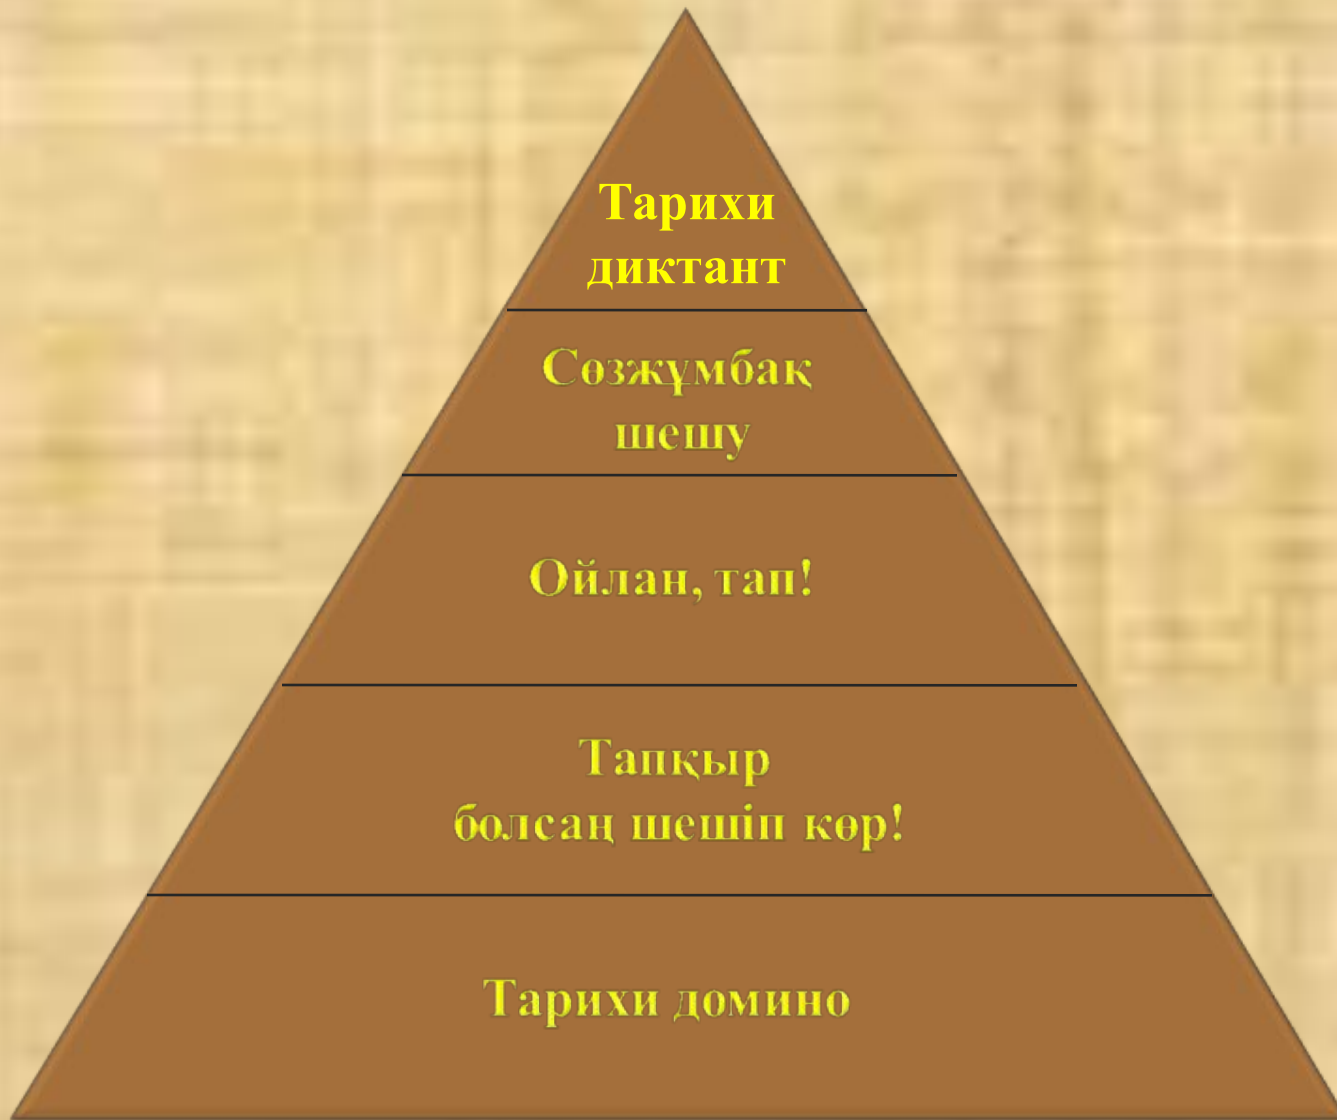 Тарихи
диктант
Сөзжұмбақ
шешу
Ойлан, тап!
Тапқыр
болсаң шешіп көр!
Тарихи домино